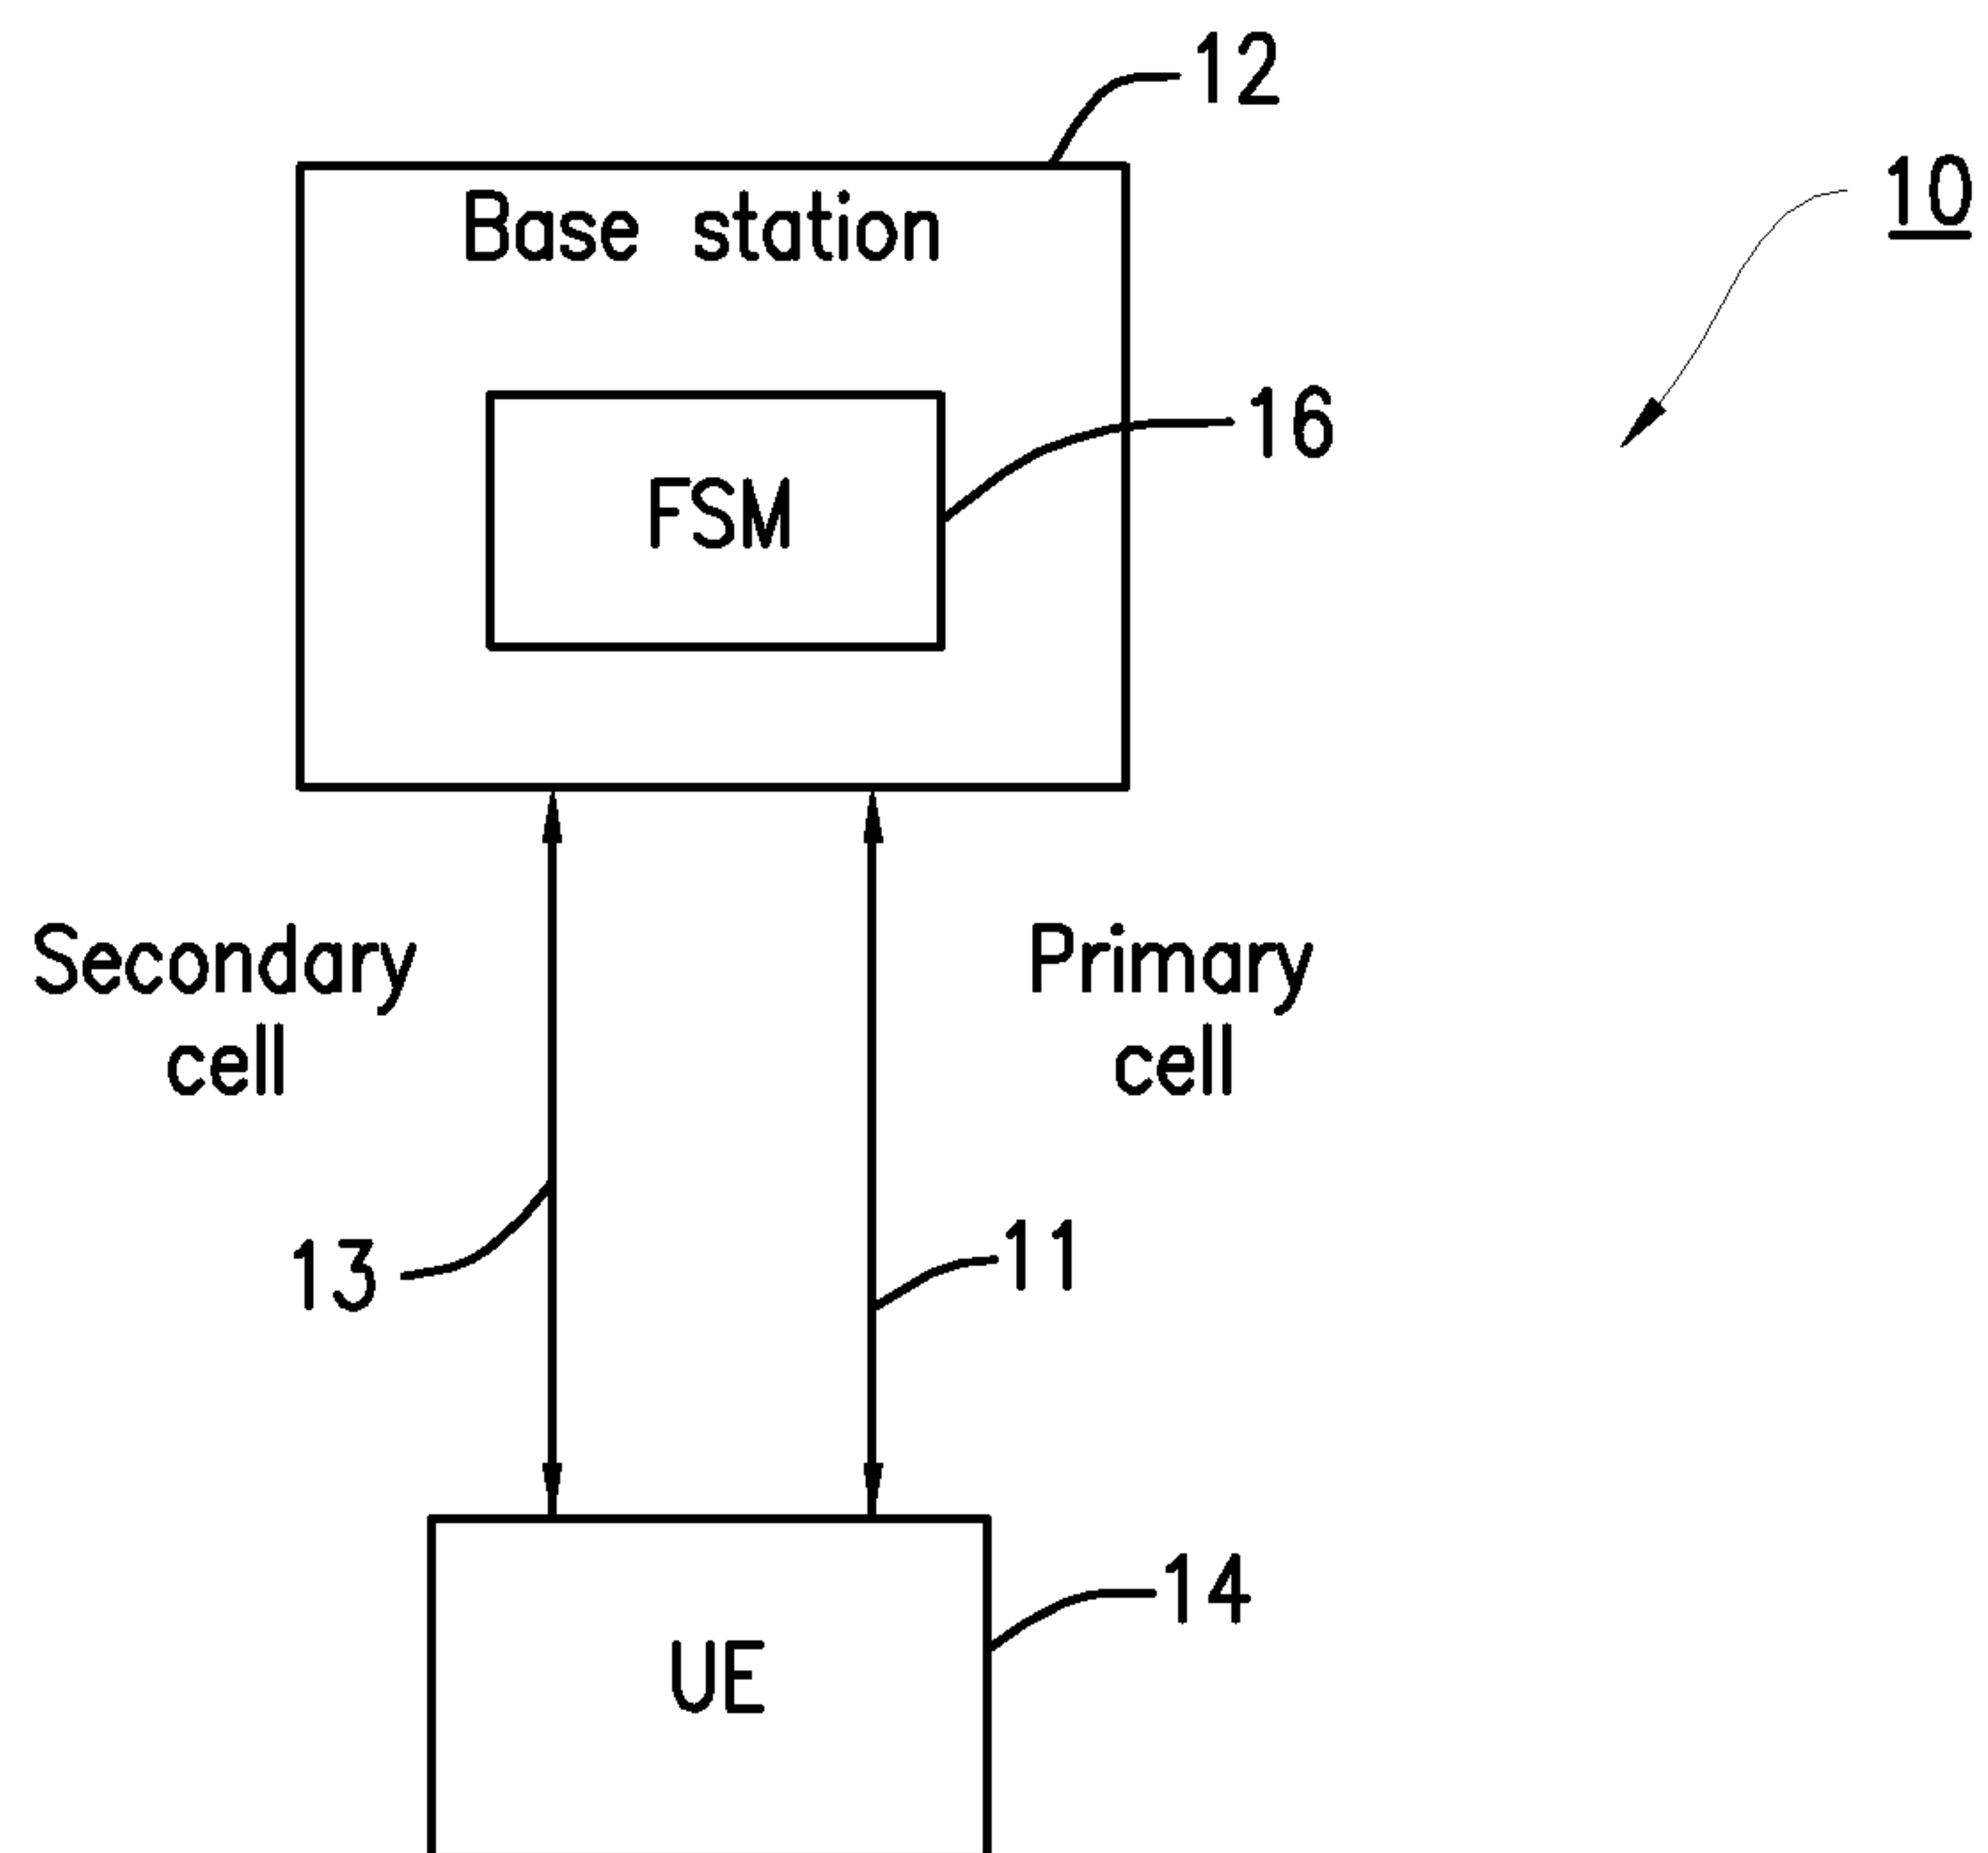 12
10
Base station
16
FSM
Secondary
cell
Primary
cell
13
11
14
UE